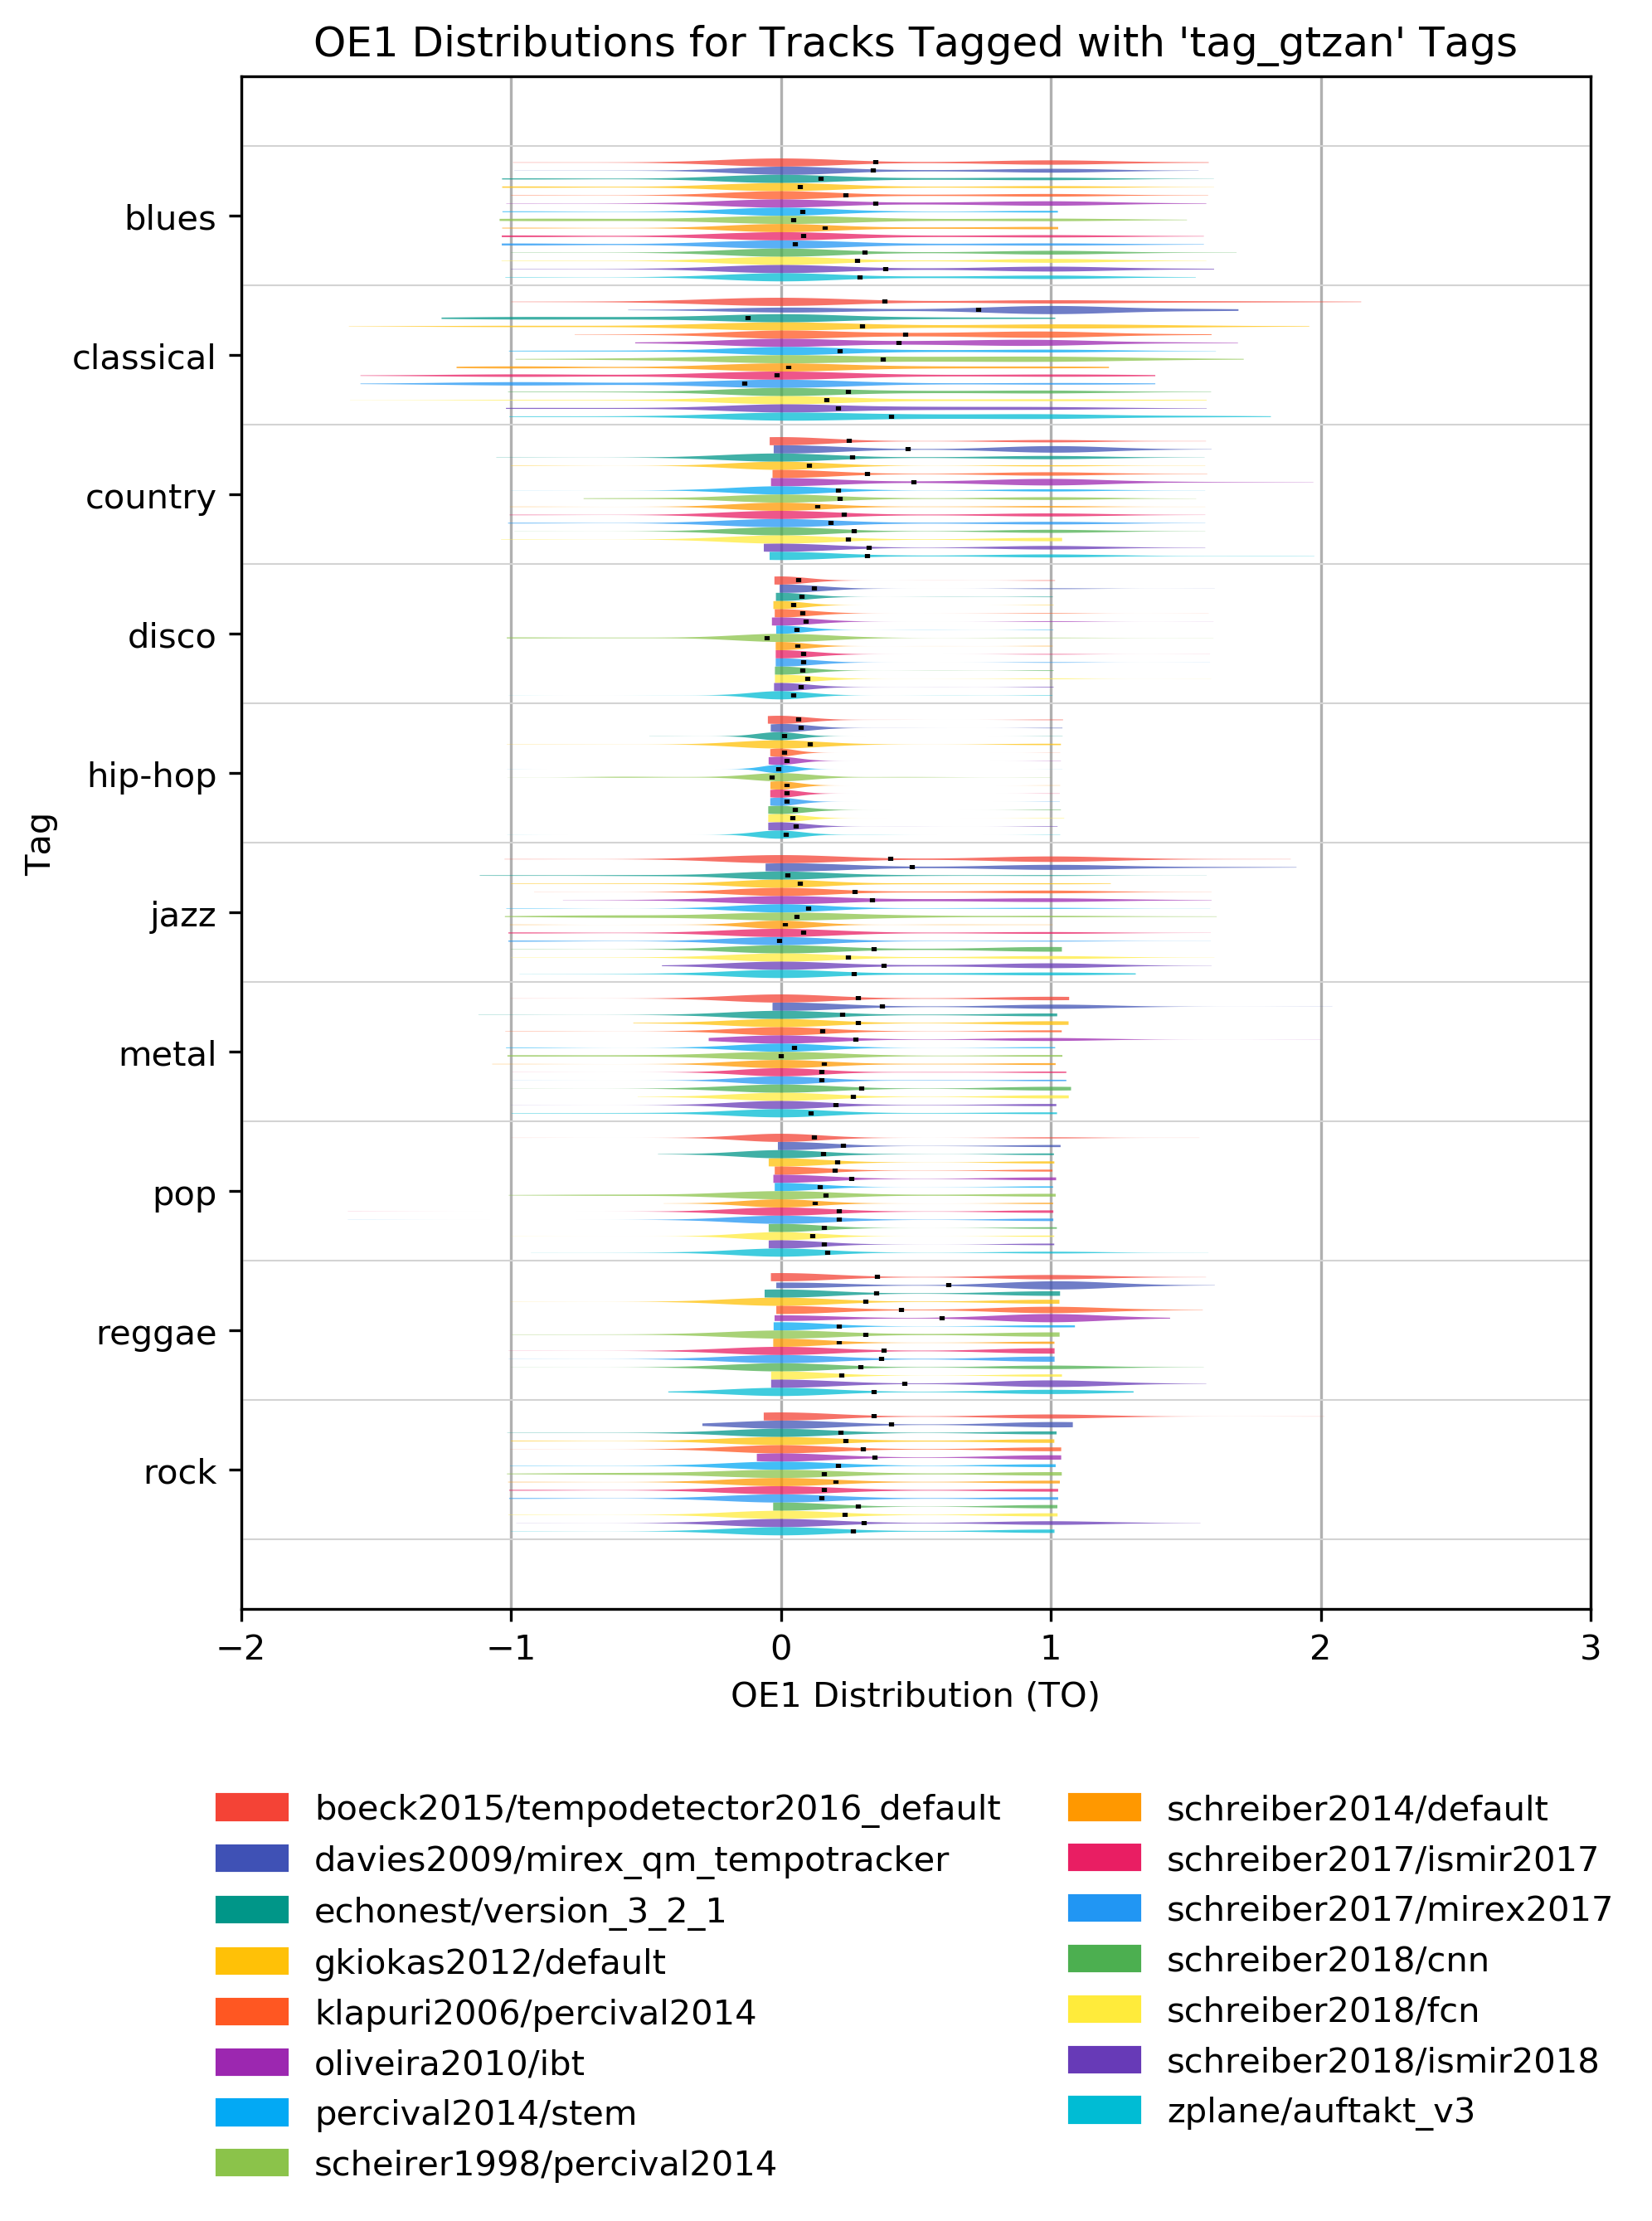 OE1 Distributions for Tracks Tagged with 'tag_gtzan' Tags
blues
classical
country
disco
hip-hop
jazz
metal
pop
reggae
rock
Tag
−2 −1 0 1 2 3
OE1 Distribution (TO)
boeck2015/tempodetector2016_default
davies2009/mirex_qm_tempotracker
echonest/version_3_2_1
gkiokas2012/default
klapuri2006/percival2014
oliveira2010/ibt
percival2014/stem
scheirer1998/percival2014
schreiber2014/default
schreiber2017/ismir2017
schreiber2017/mirex2017
schreiber2018/cnn
schreiber2018/fcn
schreiber2018/ismir2018
zplane/auftakt_v3